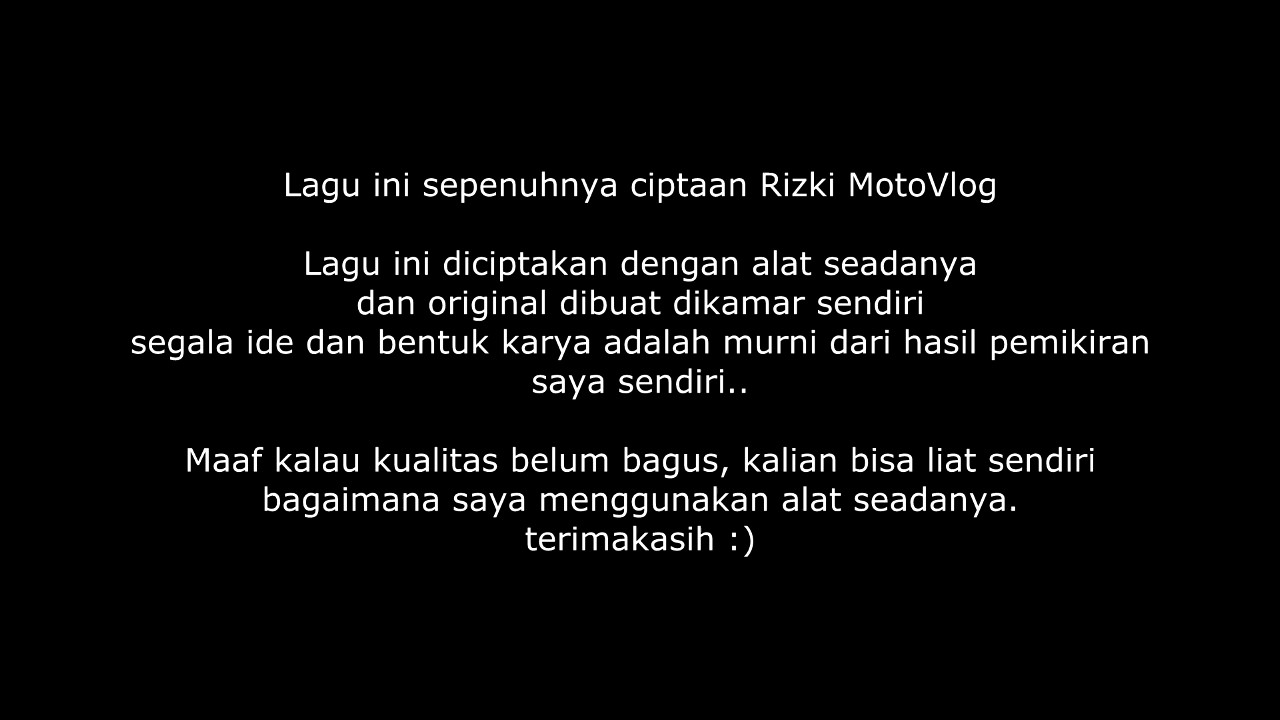 Lagu ini sepenuhnya ciptaan Rizki MotoVlog
Lagu ini diciptakan dengan alat seadanya
dan original dibuat dikamar sendiri
segala ide dan bentuk karya adalah murni dari hasil pemikiran
saya sendiri..
Maaf kalau kualitas belum bagus, kalian bisa liat sendiri
bagaimana saya menggunakan alat seadanya.
terimakasih :)